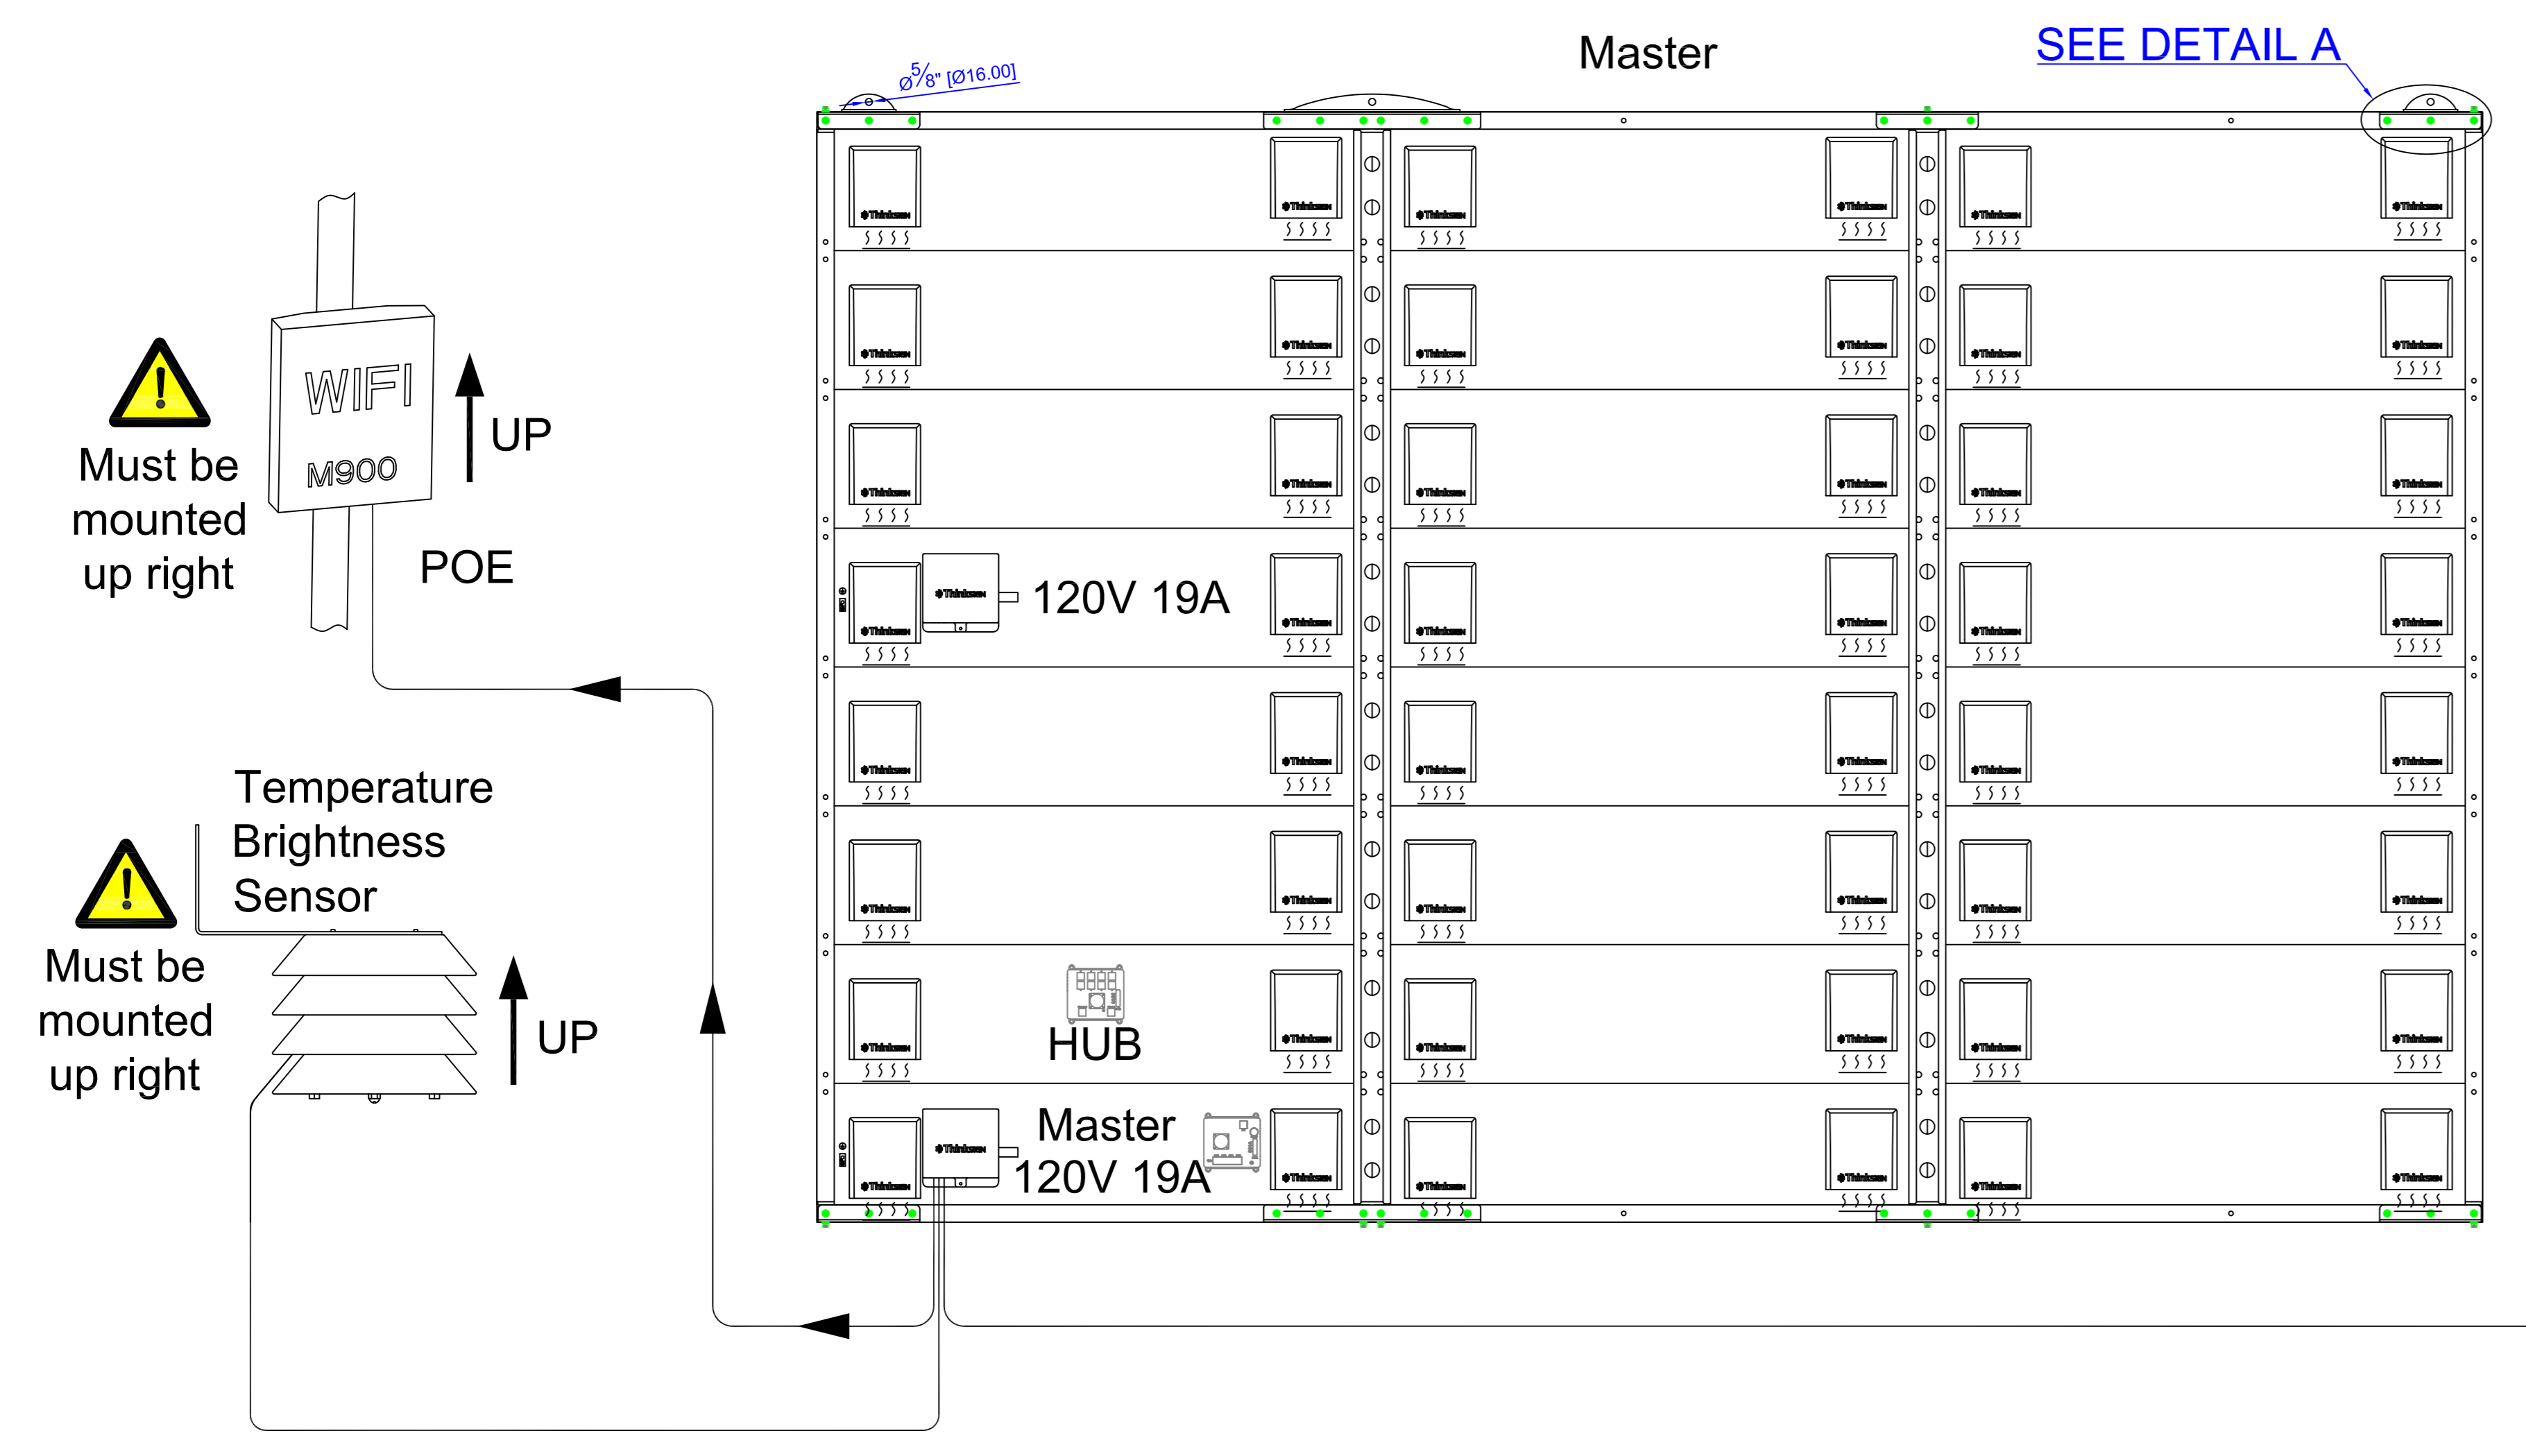 Master
SEE DETAIL A
Ø5/8" [Ø16.00]
WIFI
M900
UP
Must be
mounted
up right
POE
120V 19A
Temperature
Brightness
Sensor
Must be
mounted
up right
UP
HUB
Master
120V 19A
ThinkSIGN